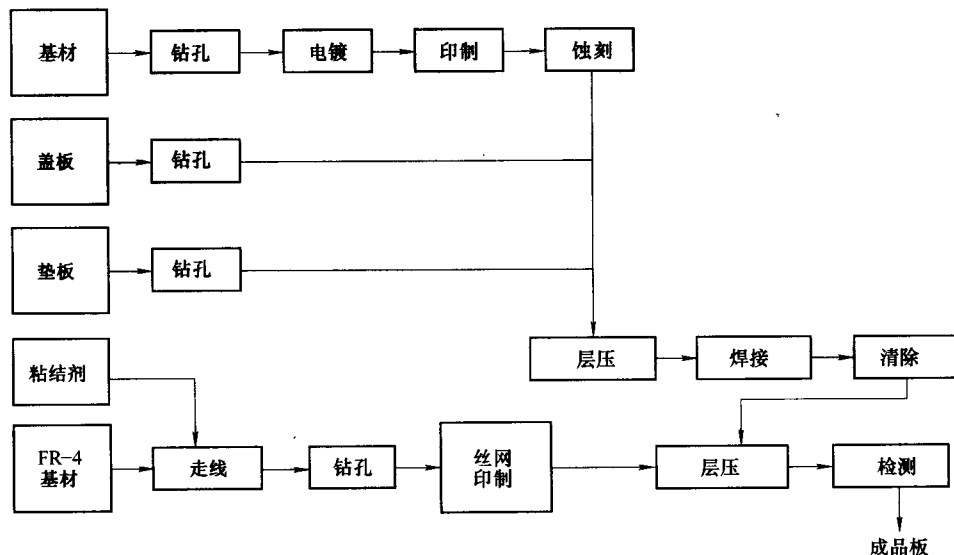 基材
钻孔
电镀
印制
蚀刻
盖板
钻孔
垫板
钻孔
层压
焊接
清除
粘结剂
FR-4
基材
走线
钻孔
丝网
印制
层压
检测
成品板